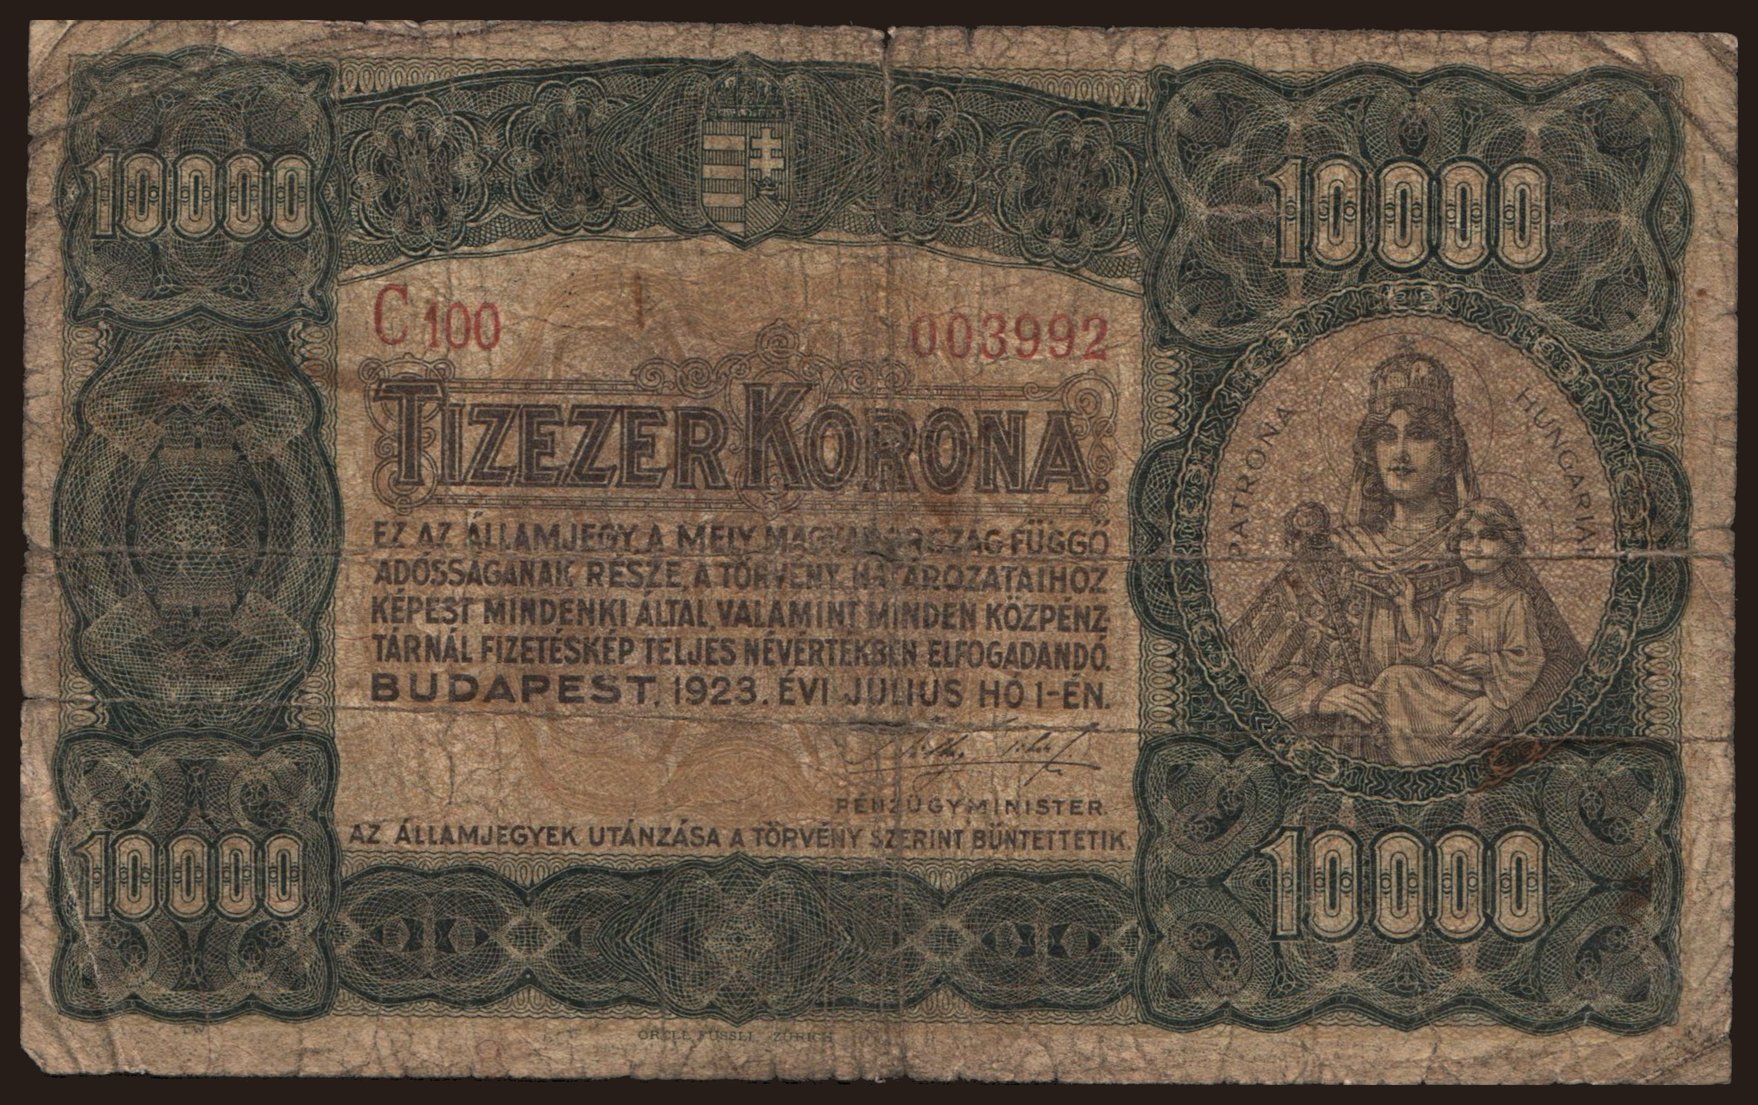 10000
10000
C 100
003992
TIZEZER KORONA.
EZ AZ ÁLLAMJEGY, A MELY MAGYARORSZÁG FÜGGŐ
ADÓSSÁGÁNAK RÉSZE, A TÖRVÉNY HATÁROZATAIHOZ
KÉPEST MINDENKI ÁLTAL, VALAMINT MINDEN KÖZPÉNZ-
TÁRNÁL FIZETÉSKÉP TELJES NÉVÉRTÉKBEN ELFOGADANDÓ.
BUDAPEST, 1923. ÉVI JÚLIUS HÓ 1-ÉN.
PATRONA HUNGARIAE
PÉNZÜGYMINISTER.
AZ ÁLLAMJEGYEK UTÁNZÁSA A TÖRVÉNY SZERINT BÜNTETTETIK.
10000
10000
ORELL FÜSSLI, ZÜRICH